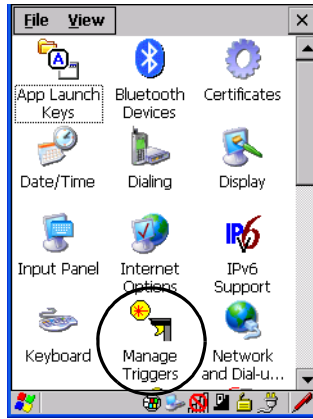 File View
App Launch Keys
Bluetooth Devices
Certificates
Date/Time
Dialing
Display
Input Panel
Internet Options
IPv6 Support
Keyboard
Manage Triggers
Network and Dial-u...